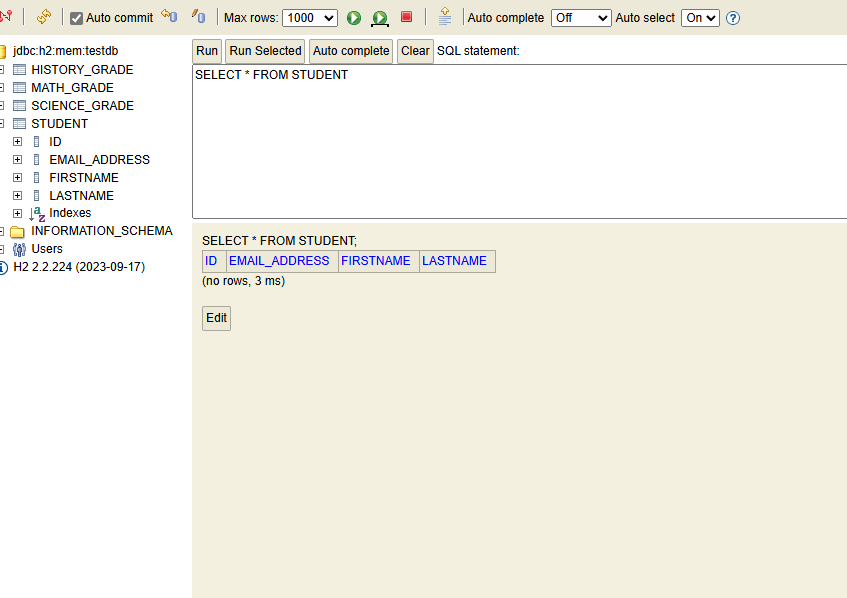 Auto commit Max rows: 1000 Auto complete Off Auto select On ?
jdbc:h2:mem:testdb
HISTORY_GRADE
MATH_GRADE
SCIENCE_GRADE
STUDENT
ID
EMAIL_ADDRESS
FIRSTNAME
LASTNAME
Indexes
INFORMATION_SCHEMA
Users
H2 2.2.224 (2023-09-17)
Run Run Selected Auto complete Clear SQL statement:
SELECT * FROM STUDENT
SELECT * FROM STUDENT;
ID EMAIL_ADDRESS FIRSTNAME LASTNAME
(no rows, 3 ms)
Edit